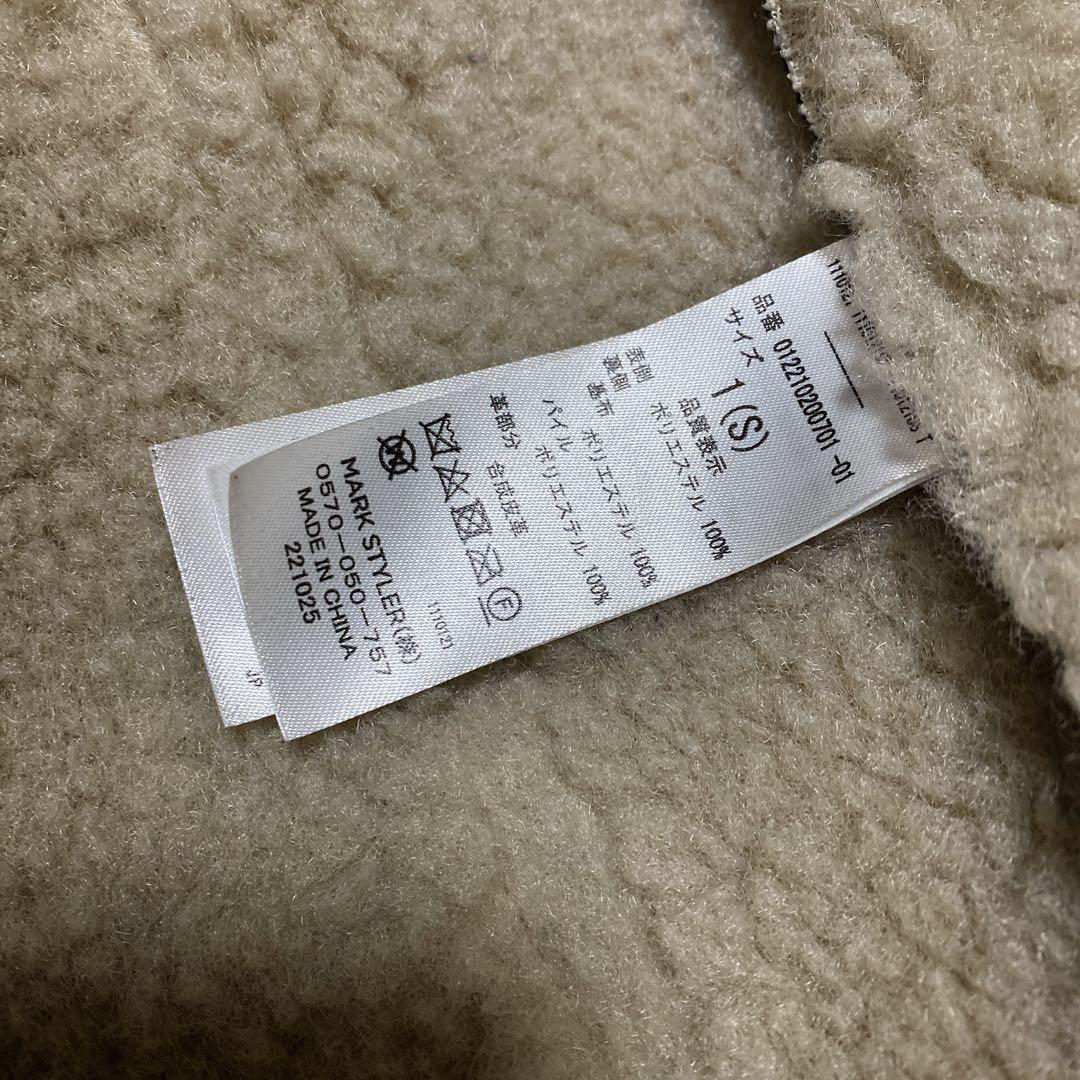 品番 012210200701-01
サイズ 1(S)
品質表示
表側 ポリエステル 100%
裏側
基布 ポリエステル 100%
パイル ポリエステル 100%
革部分 合成皮革
F
W
110121
MARK STYLER(株)
0570-050-757
MADE IN CHINA
221025
JP